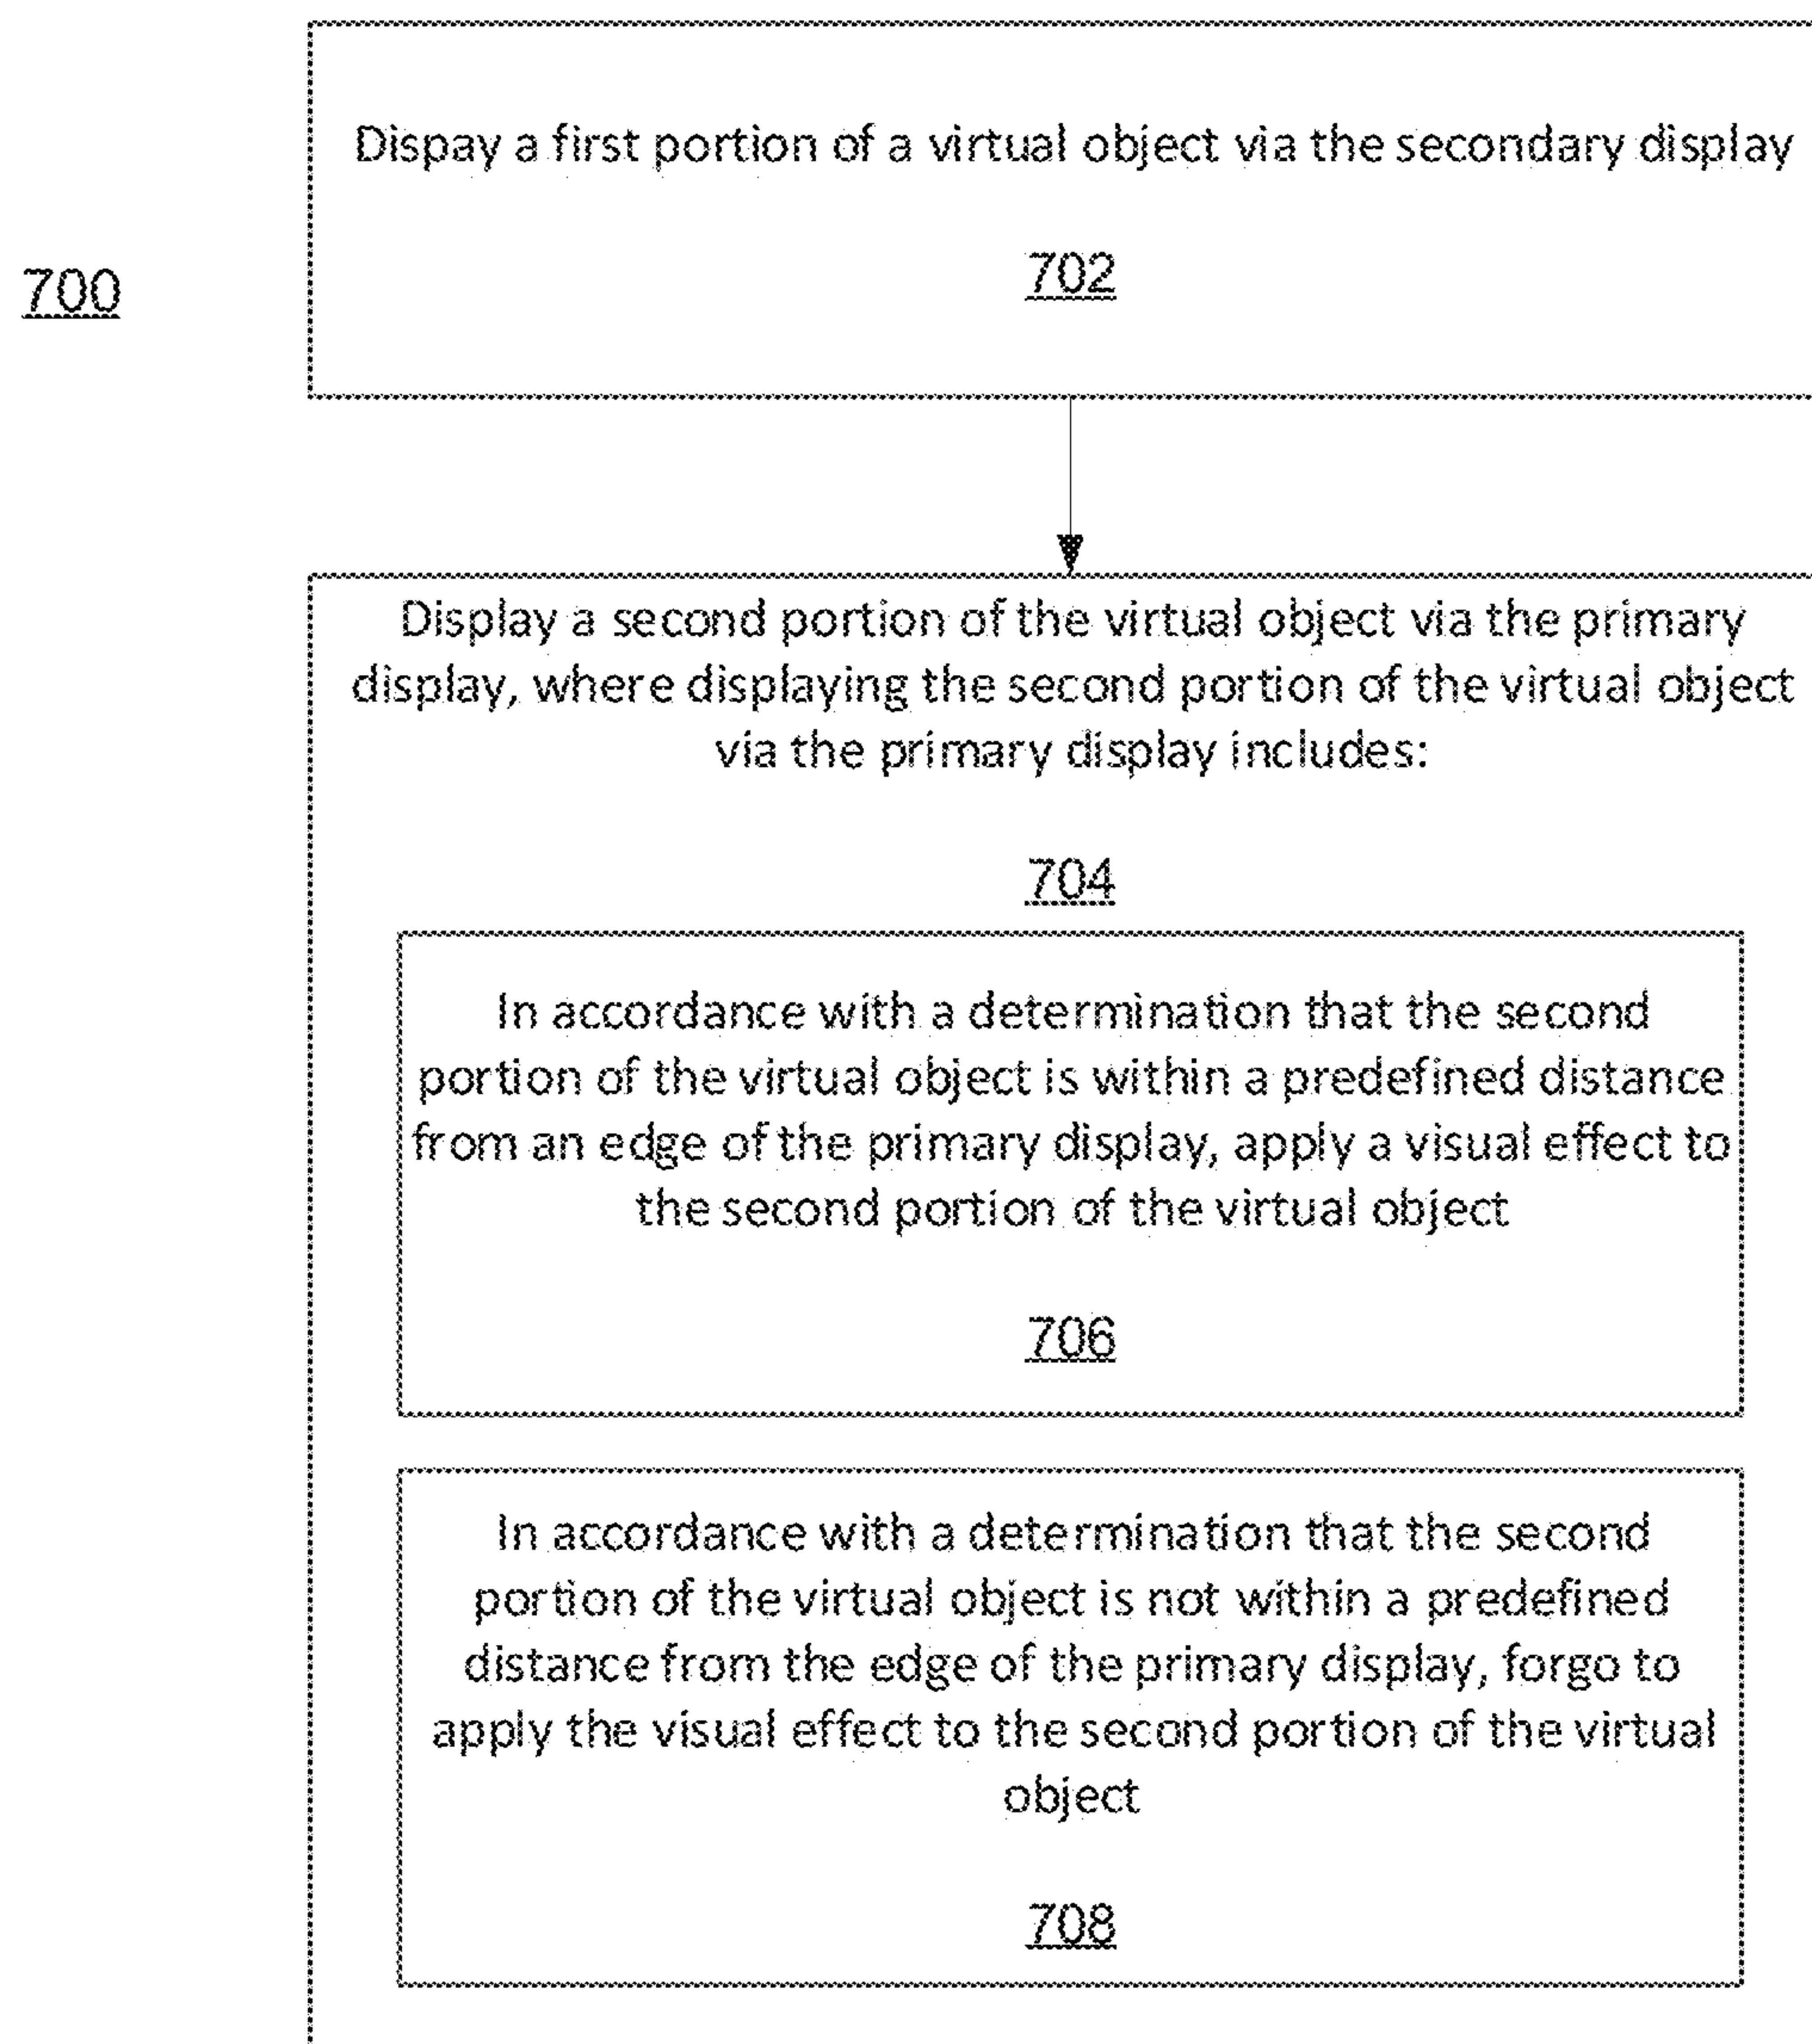 Dispay a first portion of a virtual object via the secondary display
702
700
Display a second portion of the virtual object via the primary
display, where displaying the second portion of the virtual object
via the primary display includes:
704
In accordance with a determination that the second
portion of the virtual object is within a predefined distance
from an edge of the primary display, apply a visual effect to
the second portion of the virtual object
706
In accordance with a determination that the second
portion of the virtual object is not within a predefined
distance from the edge of the primary display, forgo to
apply the visual effect to the second portion of the virtual
object
708